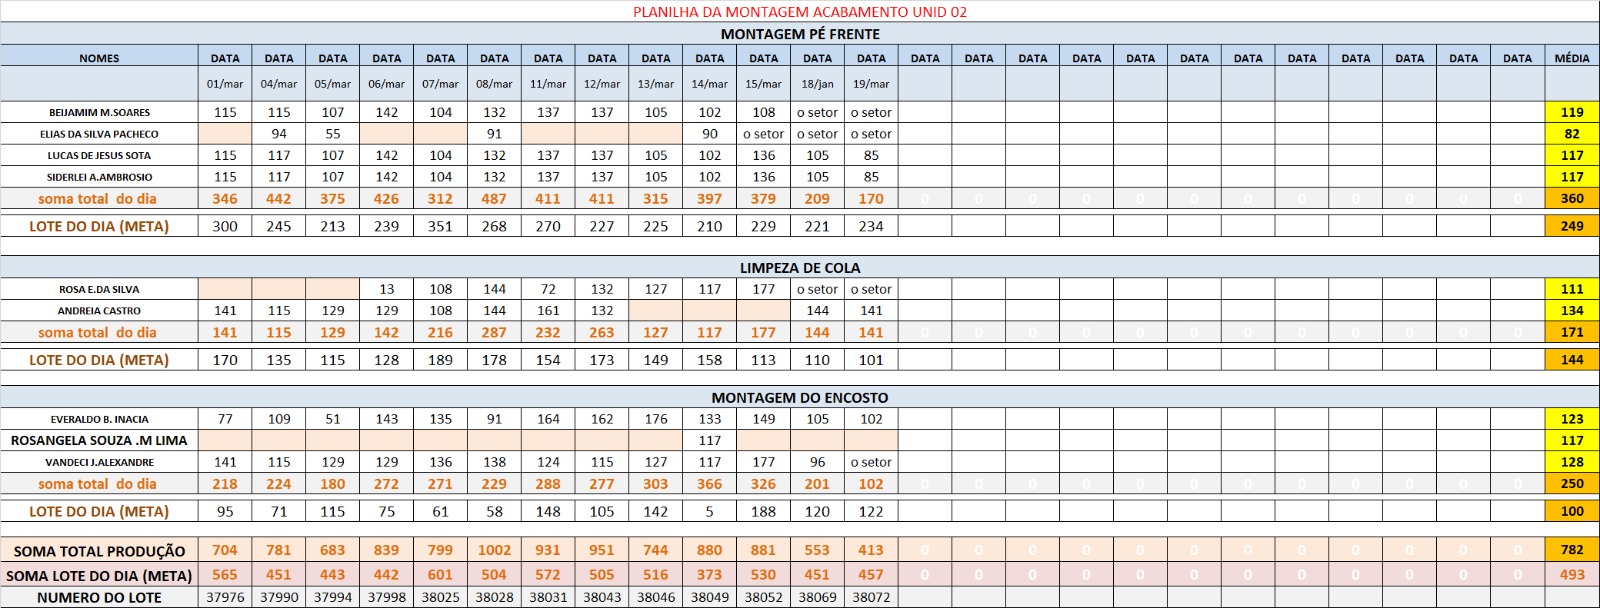 PLANILHA DA MONTAGEM ACABAMENTO UNID 02
MONTAGEM PÉ FRENTE
NOMES DATA DATA DATA DATA DATA DATA DATA DATA DATA DATA DATA DATA DATA DATA DATA DATA DATA DATA DATA DATA DATA DATA DATA DATA DATA MÉDIA
01/mar 04/mar 05/mar 06/mar 07/mar 08/mar 11/mar 12/mar 13/mar 14/mar 15/mar 18/jan 19/mar
BEIJAMIM M.SOARES 115 115 107 142 104 132 137 137 105 102 108 o setor o setor 119
ELIAS DA SILVA PACHECO 94 55 91 90 o setor o setor o setor 82
LUCAS DE JESUS SOTA 115 117 107 142 104 132 137 137 105 102 136 105 85 117
SIDERLEI A.AMBROSIO 115 117 107 142 104 132 137 137 105 102 136 105 85 117
soma total do dia 346 442 375 426 312 487 411 411 315 397 379 209 170 0 0 0 0 0 0 0 0 0 0 0 0 360
LOTE DO DIA (META) 300 245 213 239 351 268 270 227 225 210 229 221 234 249
LIMPEZA DE COLA
ROSA E.DA SILVA 13 108 144 72 132 127 117 177 o setor o setor 111
ANDREIA CASTRO 141 115 129 129 108 144 161 132 144 141 134
soma total do dia 141 115 129 142 216 287 232 263 127 117 177 144 141 0 0 0 0 0 0 0 0 0 0 0 0 171
LOTE DO DIA (META) 170 135 115 128 189 178 154 173 149 158 113 110 101 144
MONTAGEM DO ENCOSTO
EVERALDO B. INACIA 77 109 51 143 135 91 164 162 176 133 149 105 102 123
ROSANGELA SOUZA .M LIMA 117 117
VANDECI J.ALEXANDRE 141 115 129 129 136 138 124 115 127 117 177 96 o setor 128
soma total do dia 218 224 180 272 271 229 288 277 303 366 326 201 102 0 0 0 0 0 0 0 0 0 0 0 0 250
LOTE DO DIA (META) 95 71 115 75 61 58 148 105 142 5 188 120 122 100
SOMA TOTAL PRODUÇÃO 704 781 683 839 799 1002 931 951 744 880 881 553 413 0 0 0 0 0 0 0 0 0 0 0 0 782
SOMA LOTE DO DIA (META) 565 451 443 442 601 504 572 505 516 373 530 451 457 0 0 0 0 0 0 0 0 0 0 0 0 493
NUMERO DO LOTE 37976 37990 37994 37998 38025 38028 38031 38043 38046 38049 38052 38069 38072